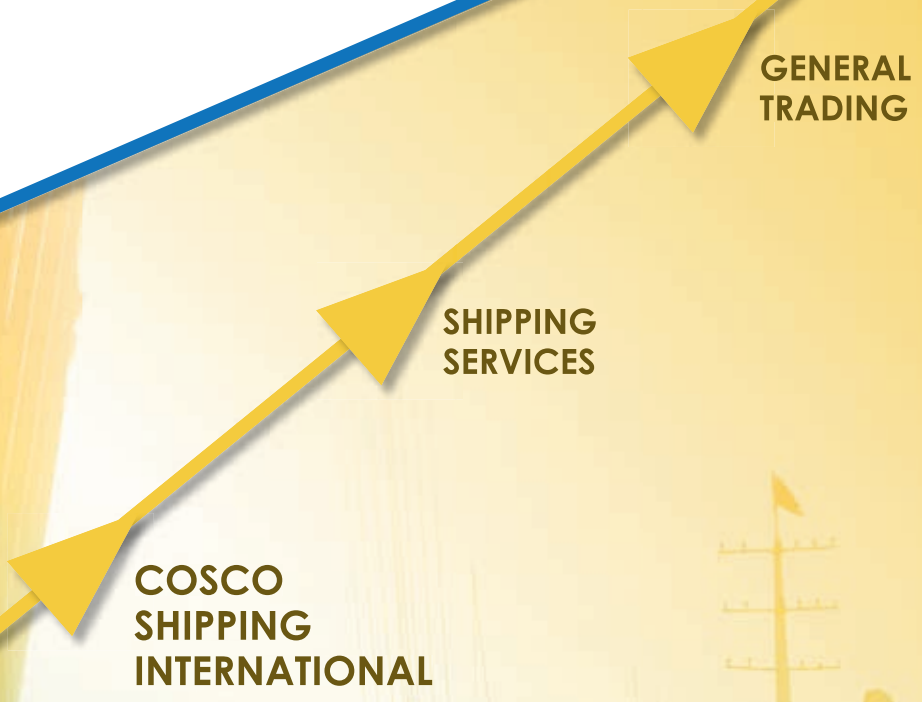 GENERAL
TRADING
SHIPPING
SERVICES
COSCO
SHIPPING
INTERNATIONAL